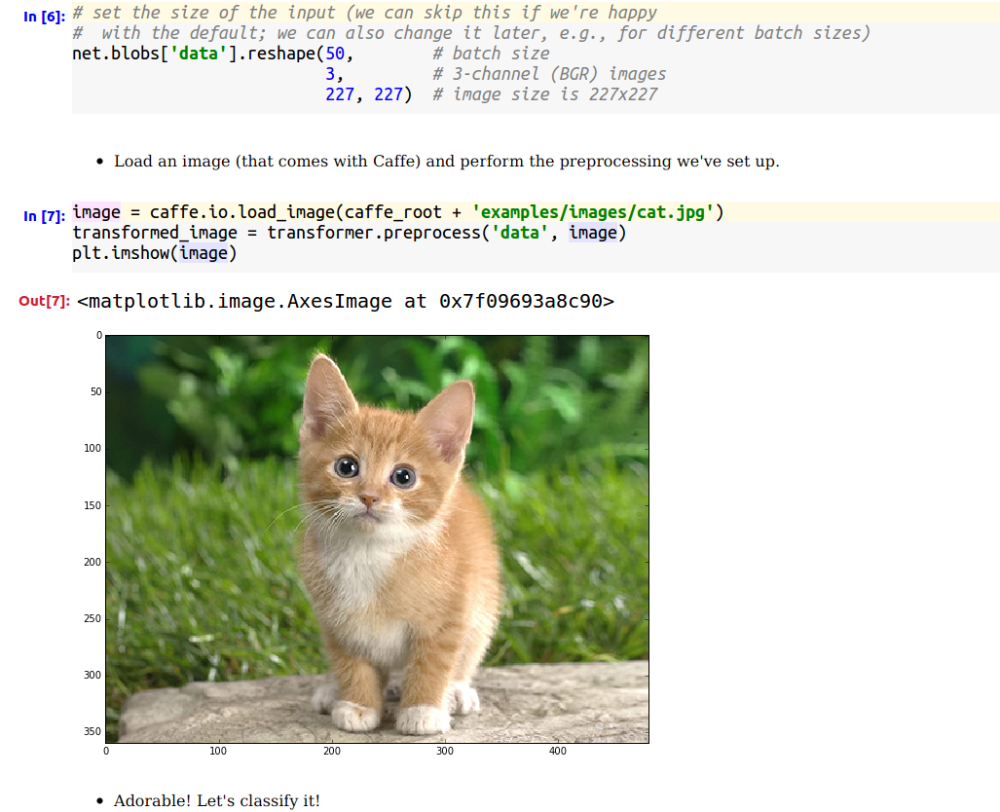 In [6]: # set the size of the input (we can skip this if we're happy
#  with the default; we can also change it later, e.g., for different batch sizes)
net.blobs['data'].reshape(50,        # batch size
3,         # 3-channel (BGR) images
227, 227)  # image size is 227x227
• Load an image (that comes with Caffe) and perform the preprocessing we've set up.
In [7]: image = caffe.io.load_image(caffe_root + 'examples/images/cat.jpg')
transformed_image = transformer.preprocess('data', image)
plt.imshow(image)
Out[7]: <matplotlib.image.AxesImage at 0x7f09693a8c90>
0
50
100
150
200
250
300
350
0 100 200 300 400
• Adorable! Let's classify it!